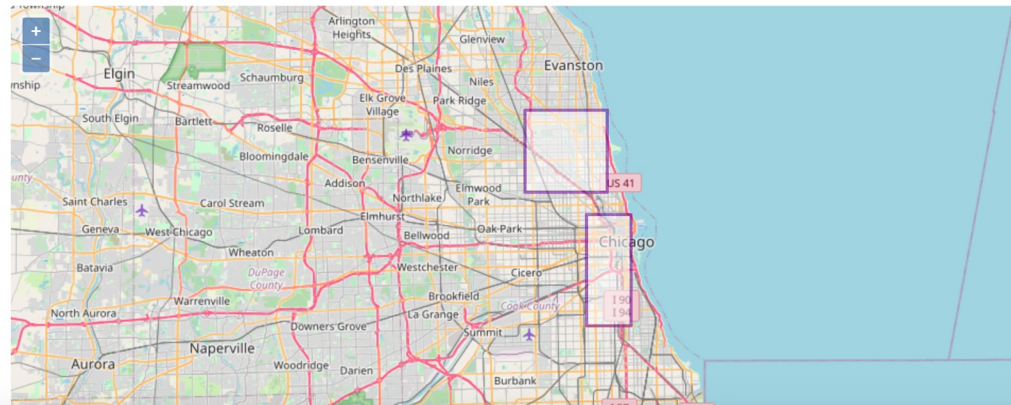 Township
+
−
Arlington
Heights
Glenview
Evanston
Des Plaines
Elgin
Schaumburg
Niles
Streamwood
Elk Grove
Village
Park Ridge
South Elgin
Bartlett
Roselle
Norridge
Bloomingdale
Bensenville
Addison
US 41
Elmwood
Park
Saint Charles
Carol Stream
Northlake
Elmhurst
Geneva
West Chicago
Lombard
Bellwood
Oak Park
Chicago
Wheaton
Batavia
DuPage
County
Westchester
Cicero
Warrenville
Brookfield
Cook County
I 90
I 94
North Aurora
La Grange
Downers Grove
Summit
Naperville
Aurora
Woodridge
Darien
Burbank